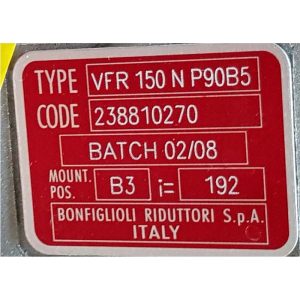 TYPE VFR 150 N P90B5
CODE 238810270
BATCH 02/08
MOUNT. POS. B3 i= 192
BONFIGLIOLI RIDUTTORI S.p.A.
ITALY